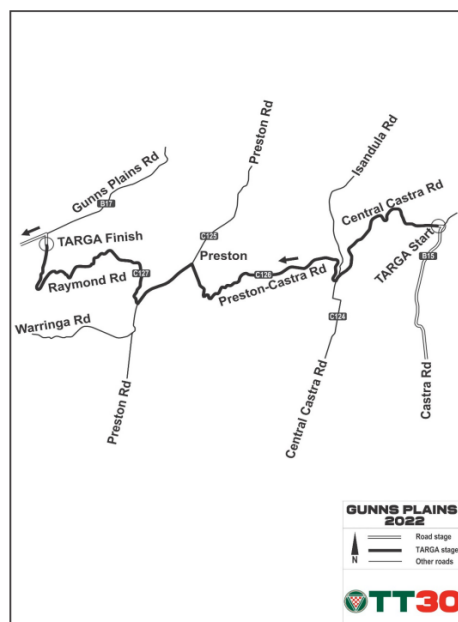 Preston Rd
Isandula Rd
Gunns Plains Rd
B17
Central Castra Rd
C125
TARGA Finish
TARGA Start
Preston
B15
Raymond Rd
C127
C126
Preston-Castra Rd
Warringa Rd
C124
Preston Rd
Central Castra Rd
Castra Rd
GUNNS PLAINS
2022
Road stage
TARGA stage
Other roads
N
TT30